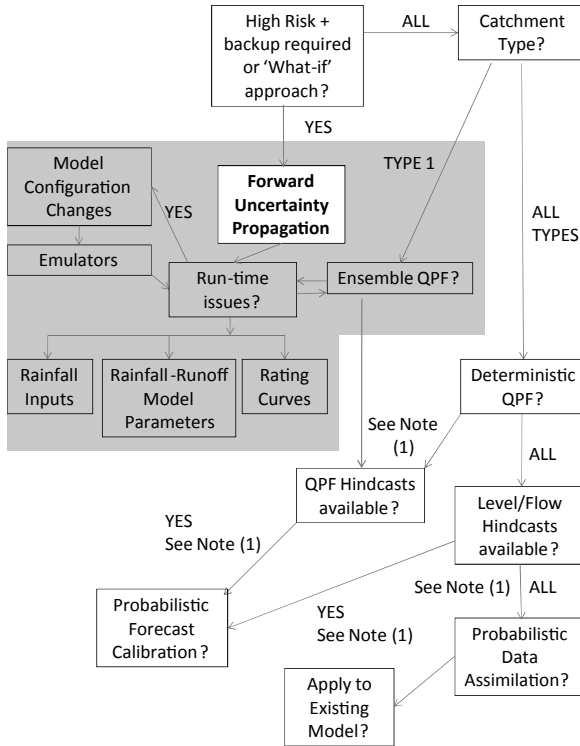 High Risk +
backup required
or ‘What-if’
approach?
ALL
Catchment
Type?
YES
TYPE 1
ALL
TYPES
Model
Configuration
Changes
YES
Forward
Uncertainty
Propagation
Emulators
Run-time
issues?
Ensemble QPF?
Rainfall
Inputs
Rainfall-Runoff
Model
Parameters
Rating
Curves
Deterministic
QPF?
See Note
(1)
ALL
QPF Hindcasts
available?
Level/Flow
Hindcasts
available?
YES
See Note (1)
See Note (1)
ALL
Probabilistic
Forecast
Calibration?
YES
See Note (1)
Probabilistic
Data
Assimilation?
Apply to
Existing
Model?